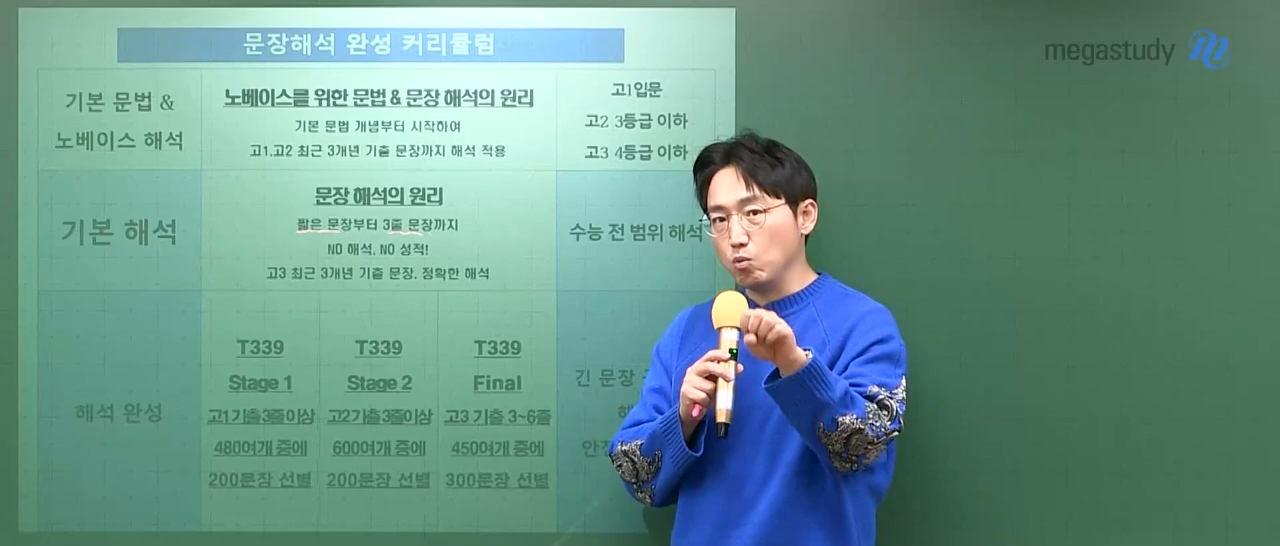 문장해석 완성 커리큘럼
megastudy
기본 문법 &
노베이스 해석
노베이스를 위한 문법 & 문장 해석의 원리
기본 문법 개념부터 시작하여
고1,고2 최근 3개년 기출 문장까지 해석 적용
고1입문
고2 3등급 이하
고3 4등급 이하
기본 해석
문장 해석의 원리
짧은 문장부터 3줄 문장까지
NO 해석, NO 성적!
고3 최근 3개년 기출 문장, 정확한 해석
수능 전 범위 해석
해석 완성
T339
Stage 1
고1기출3줄이상
480여개 중에
200문장 선별
T339
Stage 2
고2기출3줄이상
600여개 중에
200문장 선별
T339
Final
고3 기출 3~6줄
450여개 중에
300문장 선별
긴 문장